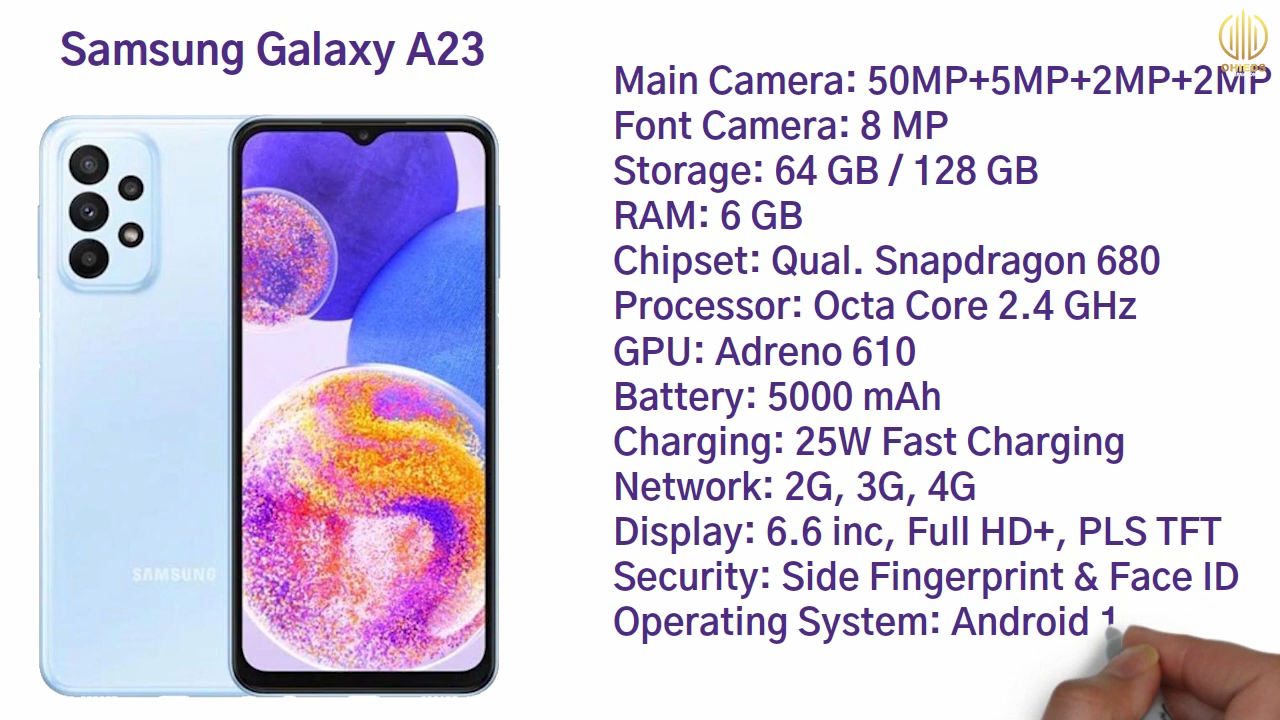 Samsung Galaxy A23
Main Camera: 50MP+5MP+2MP+2MP
Font Camera: 8 MP
Storage: 64 GB / 128 GB
RAM: 6 GB
Chipset: Qual. Snapdragon 680
Processor: Octa Core 2.4 GHz
GPU: Adreno 610
Battery: 5000 mAh
Charging: 25W Fast Charging
Network: 2G, 3G, 4G
Display: 6.6 inc, Full HD+, PLS TFT
Security: Side Fingerprint & Face ID
Operating System: Android 1
SAMSUNG